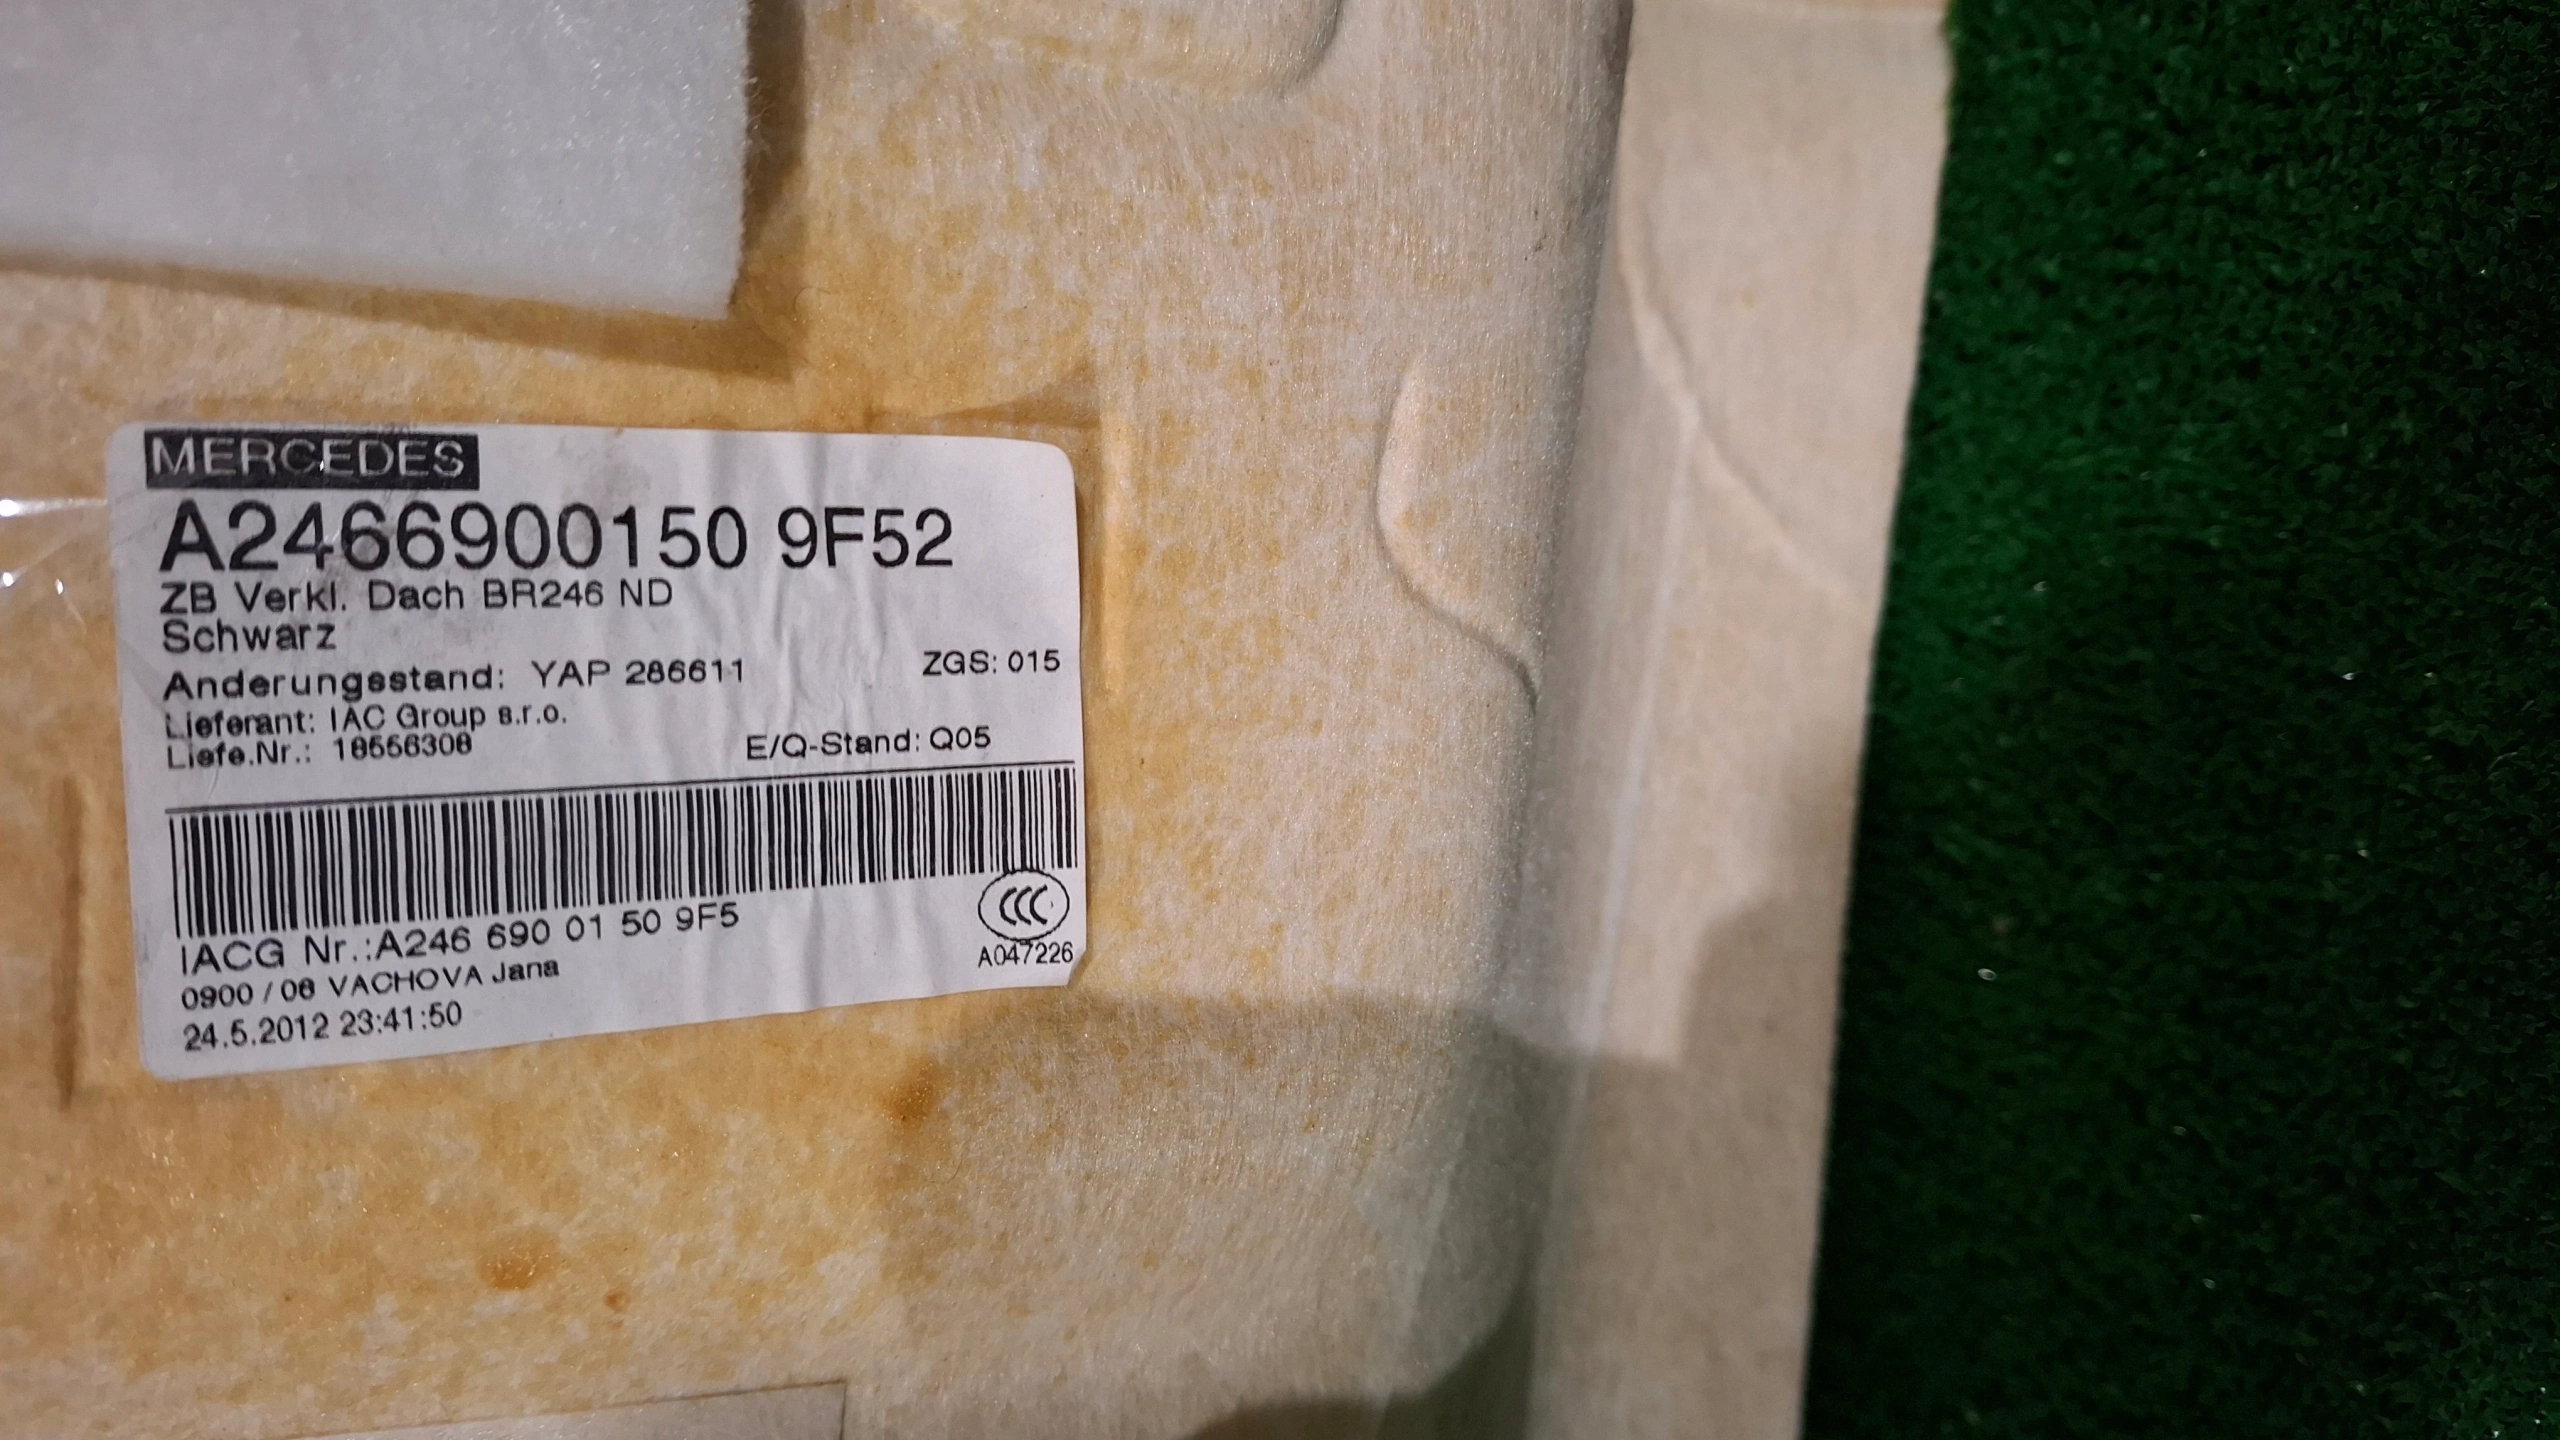 MERCEDES
A2466900150 9F52
ZB Verkl. Dach BR246 ND
Schwarz
Anderungsstand: YAP 286611 ZGS: 015
Lieferant: IAC Group s.r.o.
Liefe.Nr.: 16556306 E/Q-Stand: Q05
IACG Nr.:A246 690 01 50 9F5
CCC
A047226
0900 / 06 VACHOVA Jana
24.5.2012 23:41:50